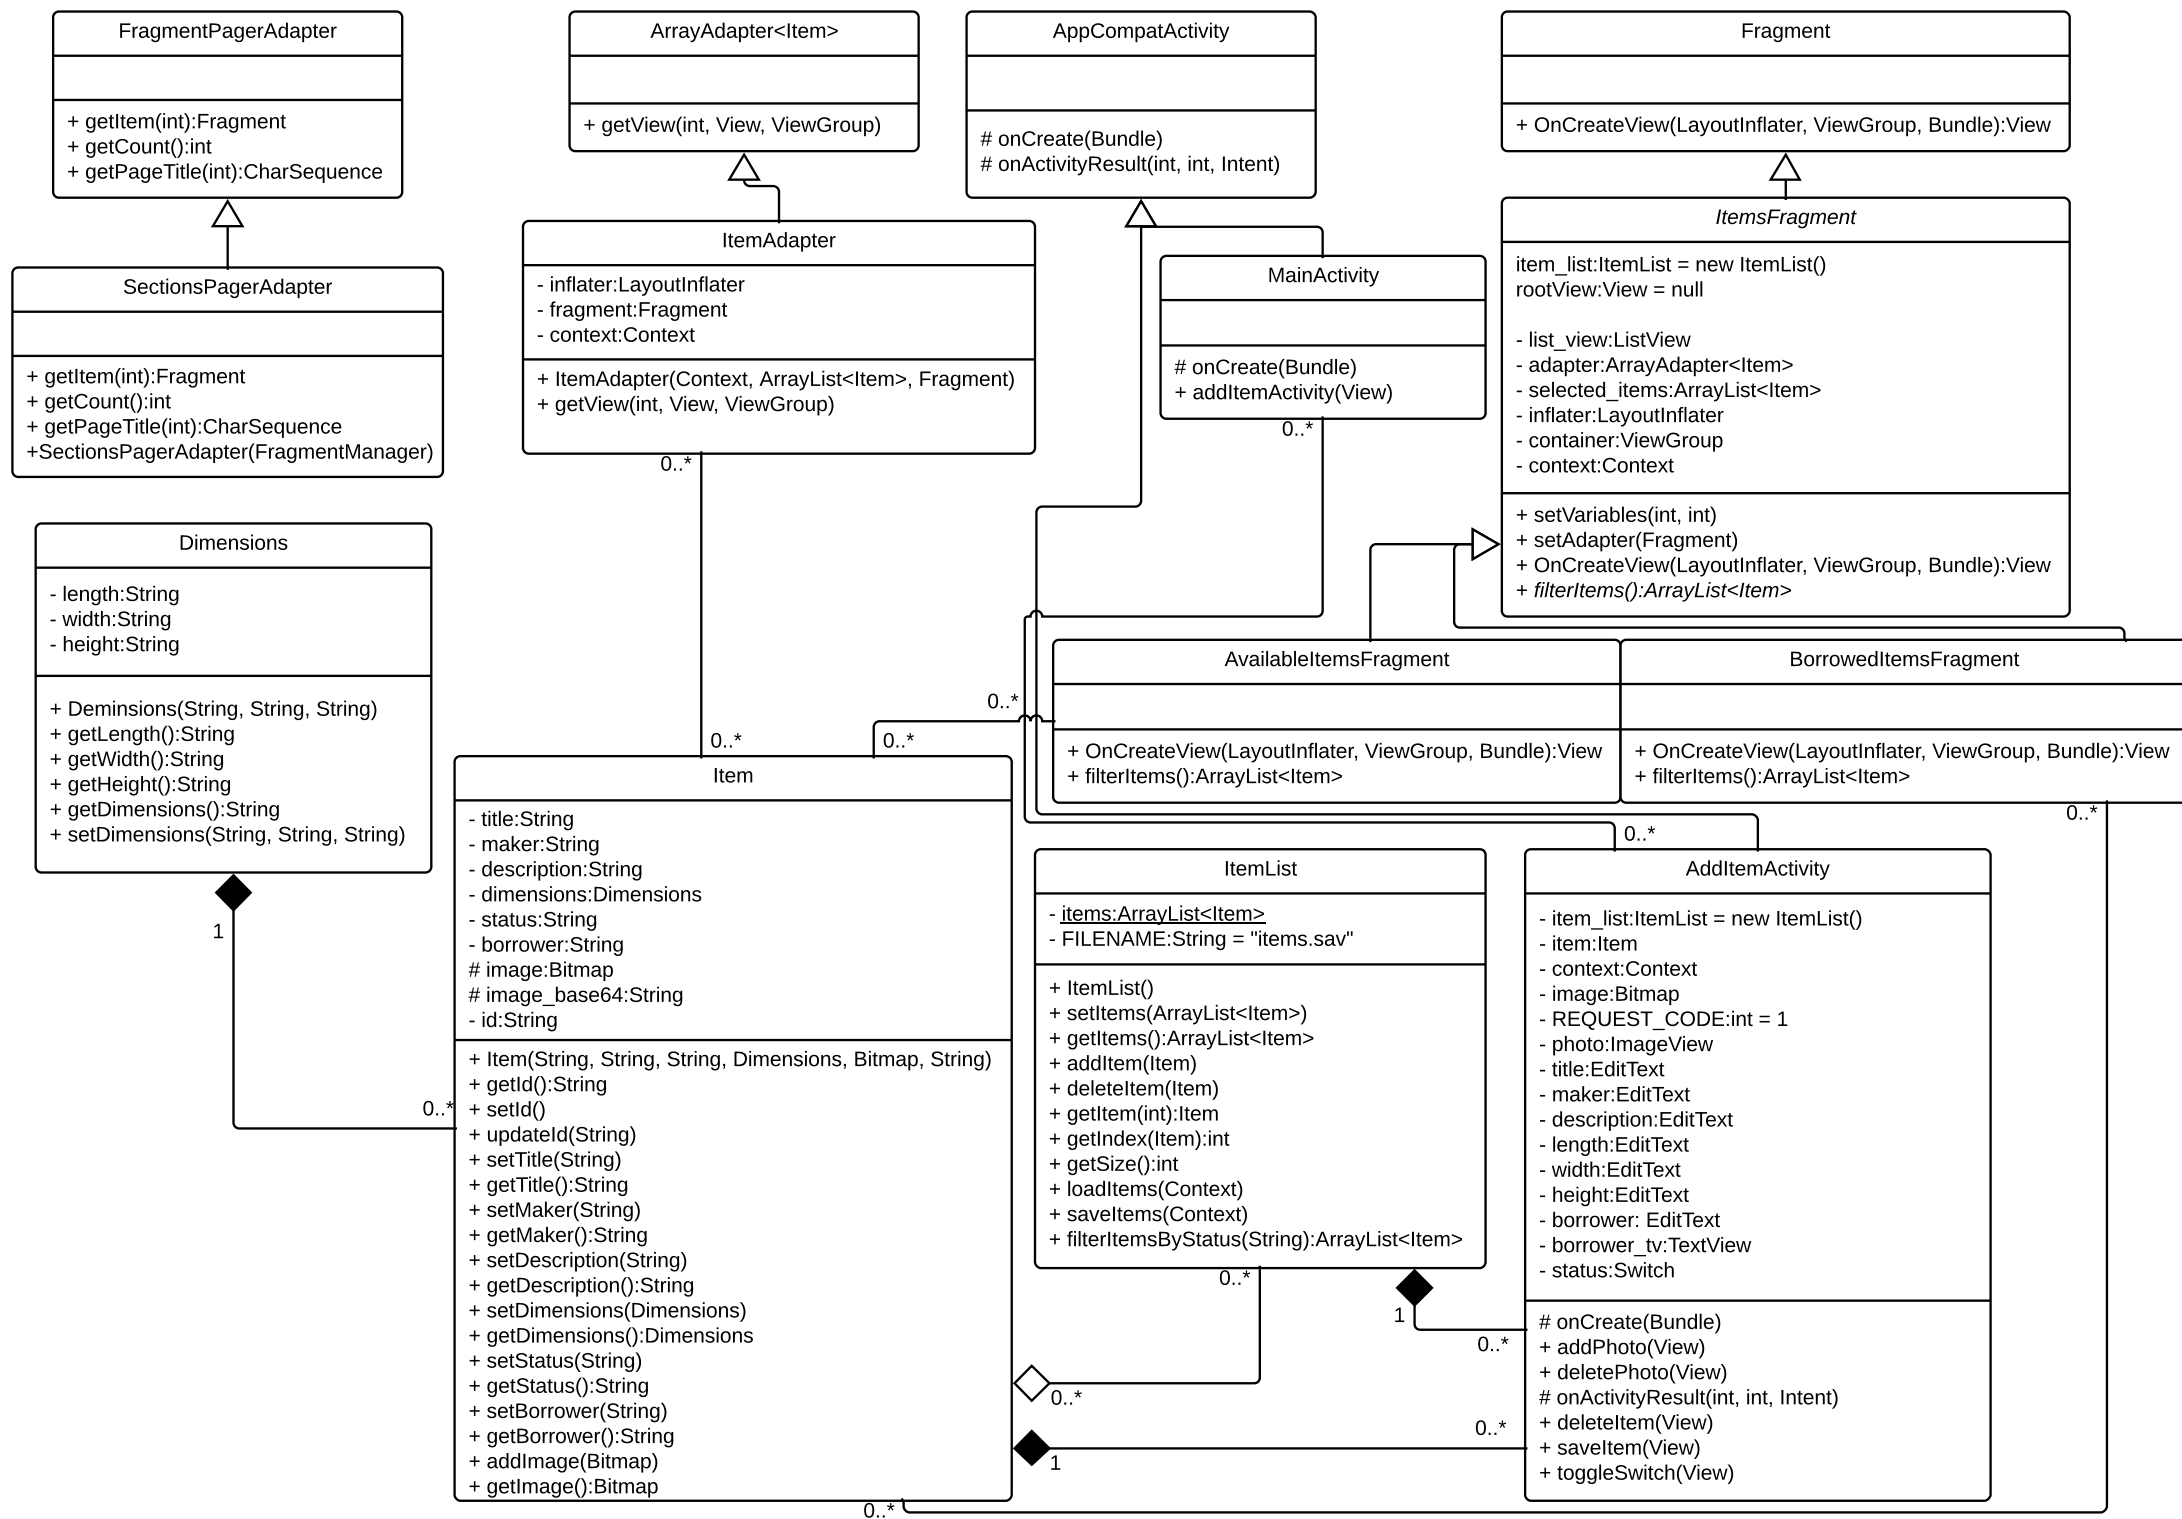 FragmentPagerAdapter
+ getItem(int):Fragment
+ getCount():int
+ getPageTitle(int):CharSequence
ArrayAdapter<Item>
+ getView(int, View, ViewGroup)
AppCompatActivity
# onCreate(Bundle)
# onActivityResult(int, int, Intent)
Fragment
+ OnCreateView(LayoutInflater, ViewGroup, Bundle):View
SectionsPagerAdapter
+ getItem(int):Fragment
+ getCount():int
+ getPageTitle(int):CharSequence
+SectionsPagerAdapter(FragmentManager)
ItemAdapter
- inflater:LayoutInflater
- fragment:Fragment
- context:Context
+ ItemAdapter(Context, ArrayList<Item>, Fragment)
+ getView(int, View, ViewGroup)
0..*
MainActivity
# onCreate(Bundle)
+ addItemActivity(View)
0..*
ItemsFragment
item_list:ItemList = new ItemList()
rootView:View = null
- list_view:ListView
- adapter:ArrayAdapter<Item>
- selected_items:ArrayList<Item>
- inflater:LayoutInflater
- container:ViewGroup
- context:Context
+ setVariables(int, int)
+ setAdapter(Fragment)
+ OnCreateView(LayoutInflater, ViewGroup, Bundle):View
+ filterItems():ArrayList<Item>
Dimensions
- length:String
- width:String
- height:String
+ Deminsions(String, String, String)
+ getLength():String
+ getWidth():String
+ getHeight():String
+ getDimensions():String
+ setDimensions(String, String, String)
1
0..*
AvailableItemsFragment
+ OnCreateView(LayoutInflater, ViewGroup, Bundle):View
+ filterItems():ArrayList<Item>
0..*
BorrowedItemsFragment
+ OnCreateView(LayoutInflater, ViewGroup, Bundle):View
+ filterItems():ArrayList<Item>
0..*
0..*
0..*
Item
- title:String
- maker:String
- description:String
- dimensions:Dimensions
- status:String
- borrower:String
# image:Bitmap
# image_base64:String
- id:String
+ Item(String, String, String, Dimensions, Bitmap, String)
+ getId():String
+ setId()
+ updateId(String)
+ setTitle(String)
+ getTitle():String
+ setMaker(String)
+ getMaker():String
+ setDescription(String)
+ getDescription():String
+ setDimensions(Dimensions)
+ getDimensions():Dimensions
+ setStatus(String)
+ getStatus():String
+ setBorrower(String)
+ getBorrower():String
+ addImage(Bitmap)
+ getImage():Bitmap
0..*
ItemList
- items:ArrayList<Item>
- FILENAME:String = "items.sav"
+ ItemList()
+ setItems(ArrayList<Item>)
+ getItems():ArrayList<Item>
+ addItem(Item)
+ deleteItem(Item)
+ getItem(int):Item
+ getIndex(Item):int
+ getSize():int
+ loadItems(Context)
+ saveItems(Context)
+ filterItemsByStatus(String):ArrayList<Item>
0..*
1
0..*
0..*
0..*
1
0..*
AddItemActivity
- item_list:ItemList = new ItemList()
- item:Item
- context:Context
- image:Bitmap
- REQUEST_CODE:int = 1
- photo:ImageView
- title:EditText
- maker:EditText
- description:EditText
- length:EditText
- width:EditText
- height:EditText
- borrower: EditText
- borrower_tv:TextView
- status:Switch
# onCreate(Bundle)
+ addPhoto(View)
+ deletePhoto(View)
# onActivityResult(int, int, Intent)
+ deleteItem(View)
+ saveItem(View)
+ toggleSwitch(View)